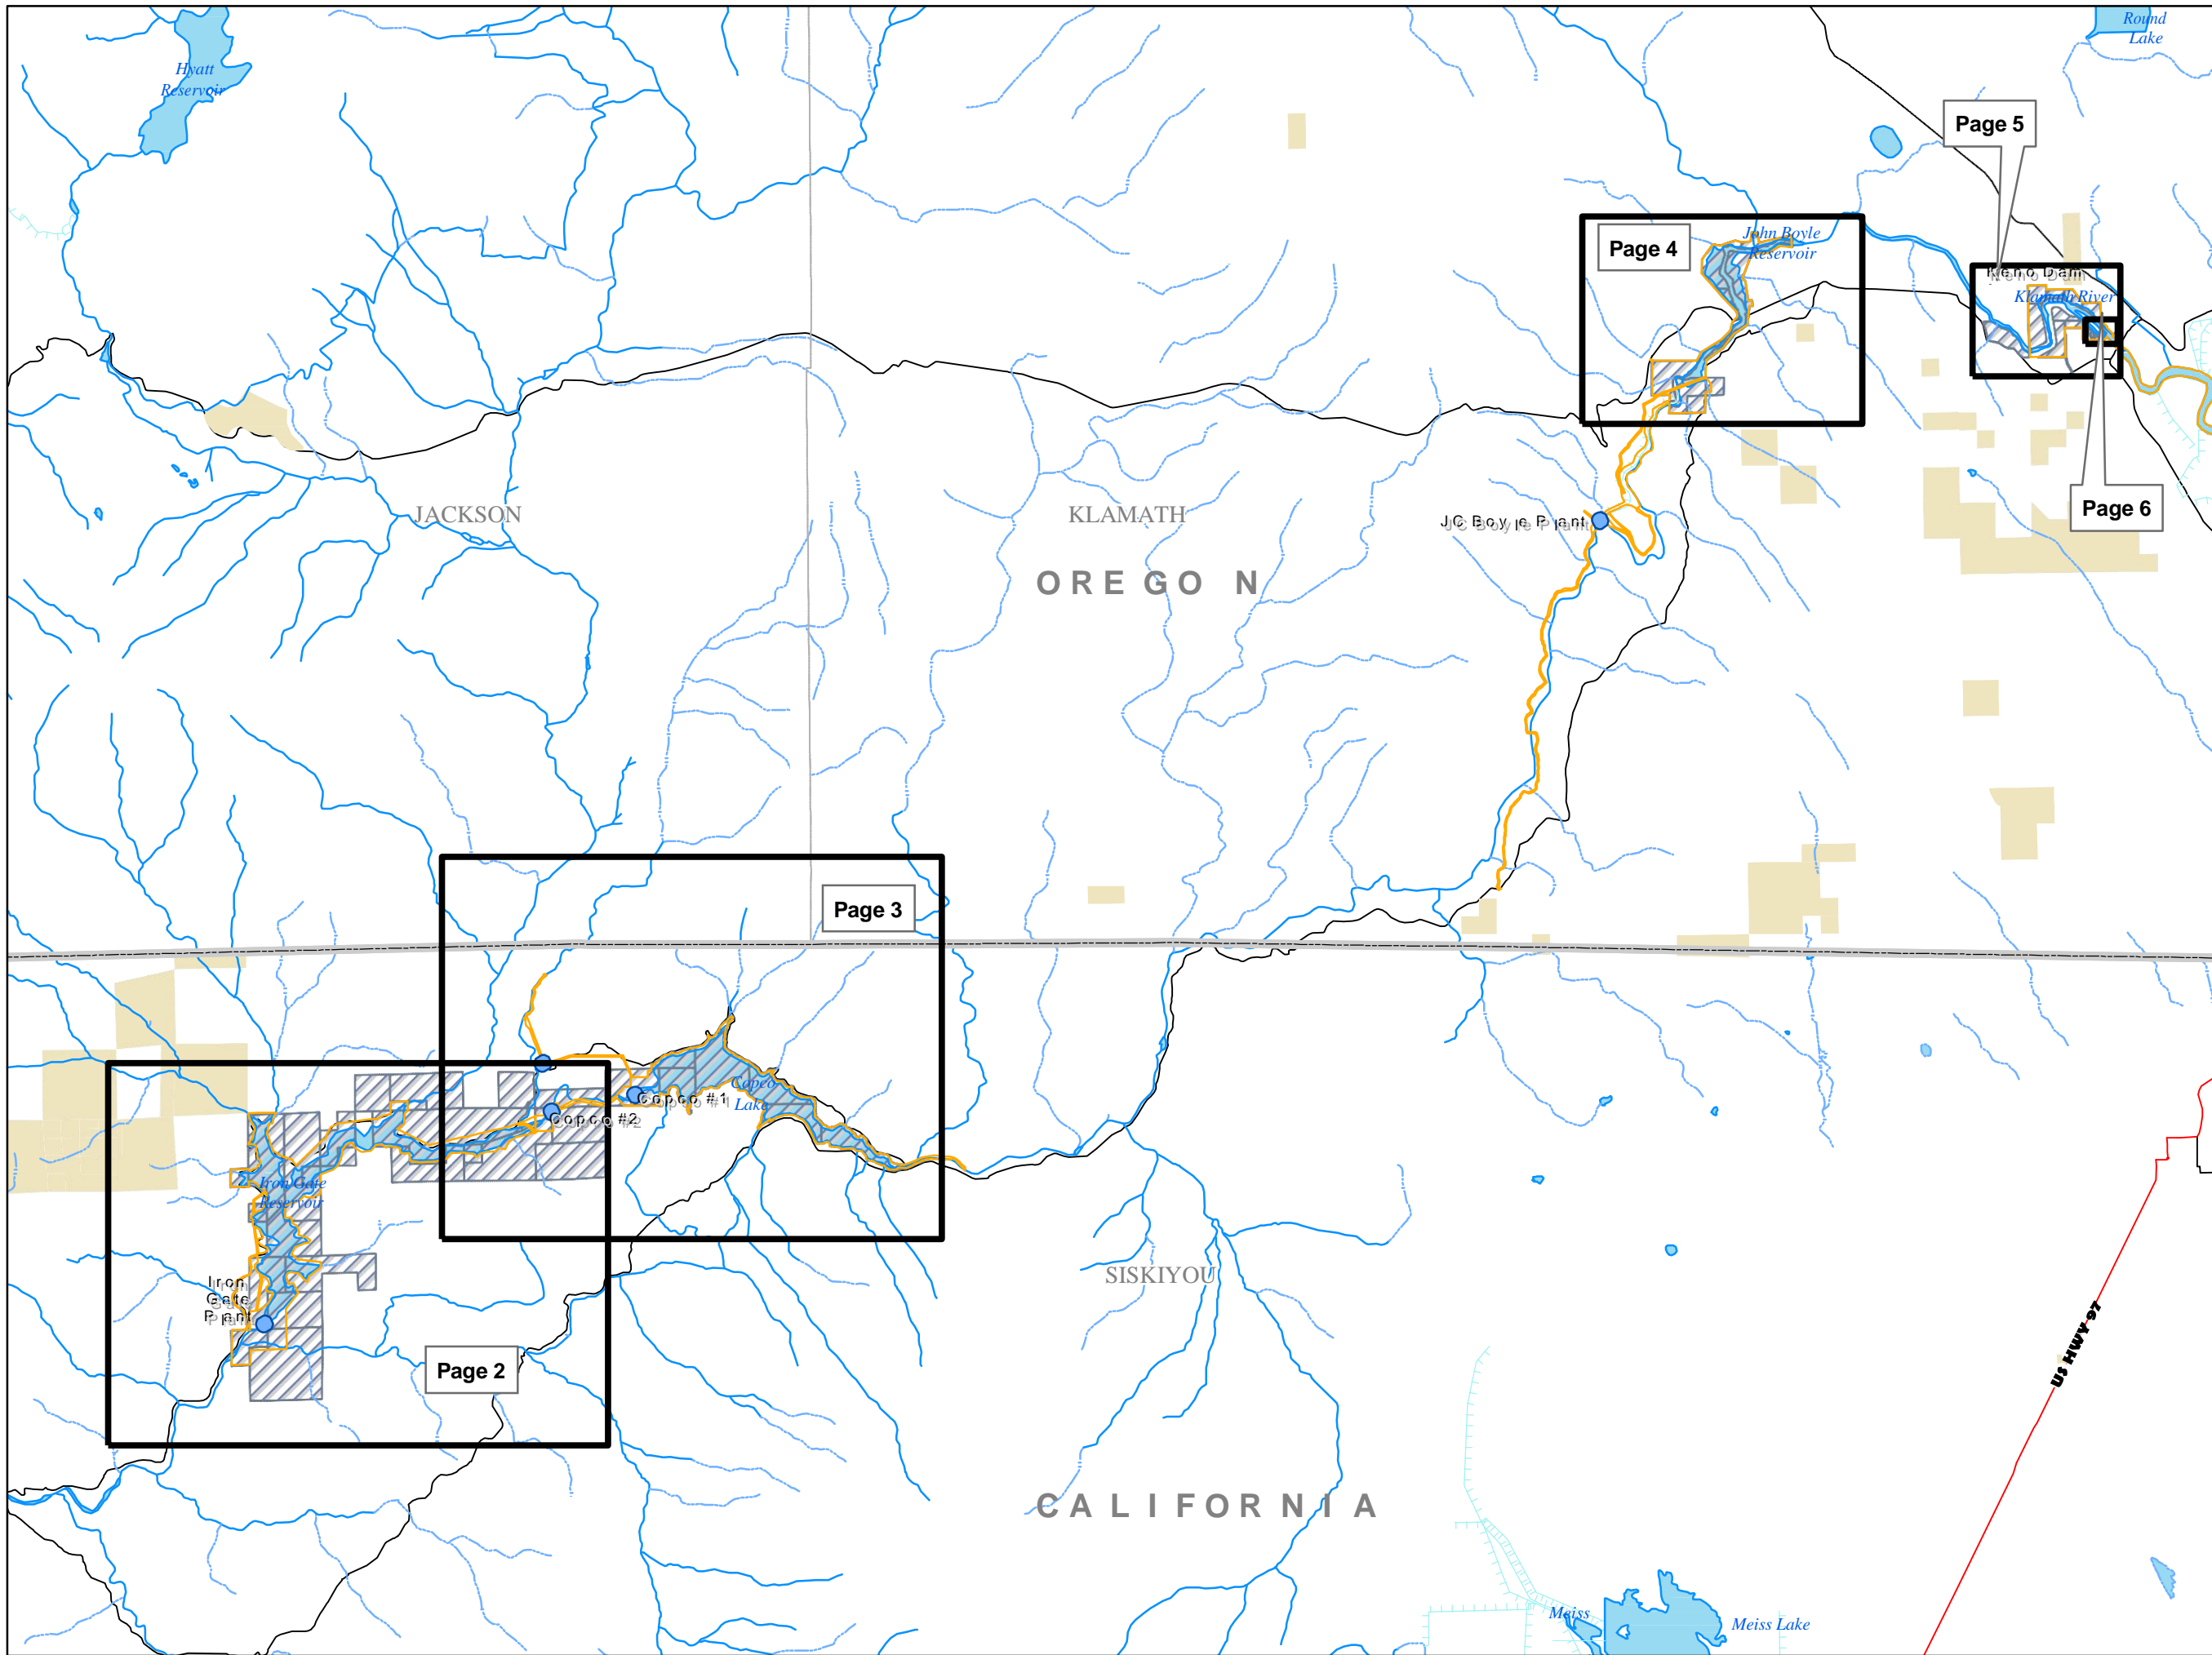 Round
Lake
Hyatt
Reservoir
Page 5
John Boyle
Reservoir
Page 4
Keno Dam
Klamath River
JACKSON
KLAMATH
Page 6
JC Boyle Plant
OREGON
Page 3
Capco
Lake
Copco #1
Copco #2
Iron Gate
Reservoir
Iron
Gate
Plant
SISKIYOU
Page 2
US HWY 97
CALIFORNIA
Meiss
Meiss Lake